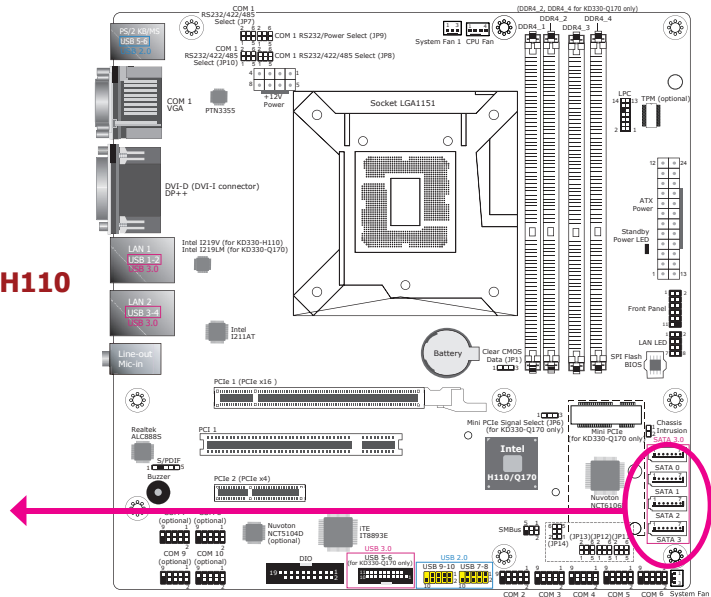 COM 1
RS232/422/485
Select (JP7)
COM 1 RS232/Power Select (JP9)
COM 1
RS232/422/485
Select (JP10)
COM 1 RS232/422/485 Select (JP8)
+12V
Power
System Fan 1
CPU Fan
(DDR4_2, DDR4_4 for KD330-Q170 only)
DDR4_2
DDR4_4
DDR4_1
DDR4_3
PS/2 KB/MS
USB 5-6
USB 2.0
COM 1
VGA
PTN3355
Socket LGA1151
LPC
TPM (optional)
DVI-D (DVI-I connector)
DP++
ATX
Power
Standby
Power LED
LAN 1
USB 1-2
USB 3.0
Intel I219V (for KD330-H110)
Intel I219LM (for KD330-Q170)
H110
LAN 2
USB 3-4
USB 3.0
Intel
I211AT
Front Panel
LAN LED
Line-out
Mic-in
Battery
Clear CMOS
Data (JP1)
SPI Flash
BIOS
PCIe 1 (PCIe x16 )
Mini PCIe Signal Select (JP6)
(for KD330-Q170 only)
Mini PCIe
(for KD330-Q170 only)
Chassis
Intrusion
SATA 3.0
SATA 0
SATA 1
SATA 2
SATA 3
Realtek
ALC888S
PCI 1
S/PDIF
Buzzer
Intel
H110/Q170
Nuvoton
NCT6106
PCIe 2 (PCIe x4)
(optional)
(optional)
COM 9
(optional)
COM 10
(optional)
Nuvoton
NCT5104D
(optional)
iTE
IT8893E
DIO
USB 3.0
USB 5-6
(for KD330-Q170 only)
USB 2.0
USB 9-10
USB 7-8
SMBus
(JP14)
(JP13)
(JP12)
COM 2
COM 3
COM 4
COM 5
COM 6
System Fan